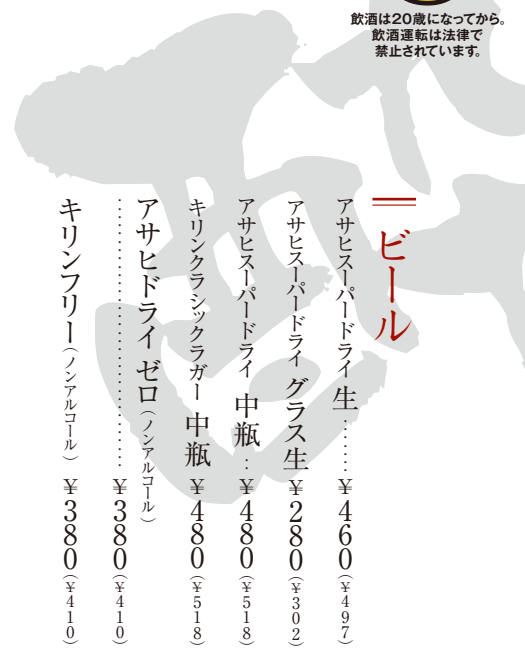 飲酒は20歳になってから。
飲酒運転は法律で
禁止されています。
ビール
アサヒスーパードライ 生 ……… ¥460(¥497)
アサヒスーパードライ グラス生 ¥280(¥302)
アサヒスーパードライ 中瓶 … ¥480(¥518)
キリンクラシックラガー 中瓶 ¥480(¥518)
アサヒドライ ゼロ(ノンアルコール)
……………………………… ¥380(¥410)
キリンフリー(ノンアルコール) ¥380(¥410)